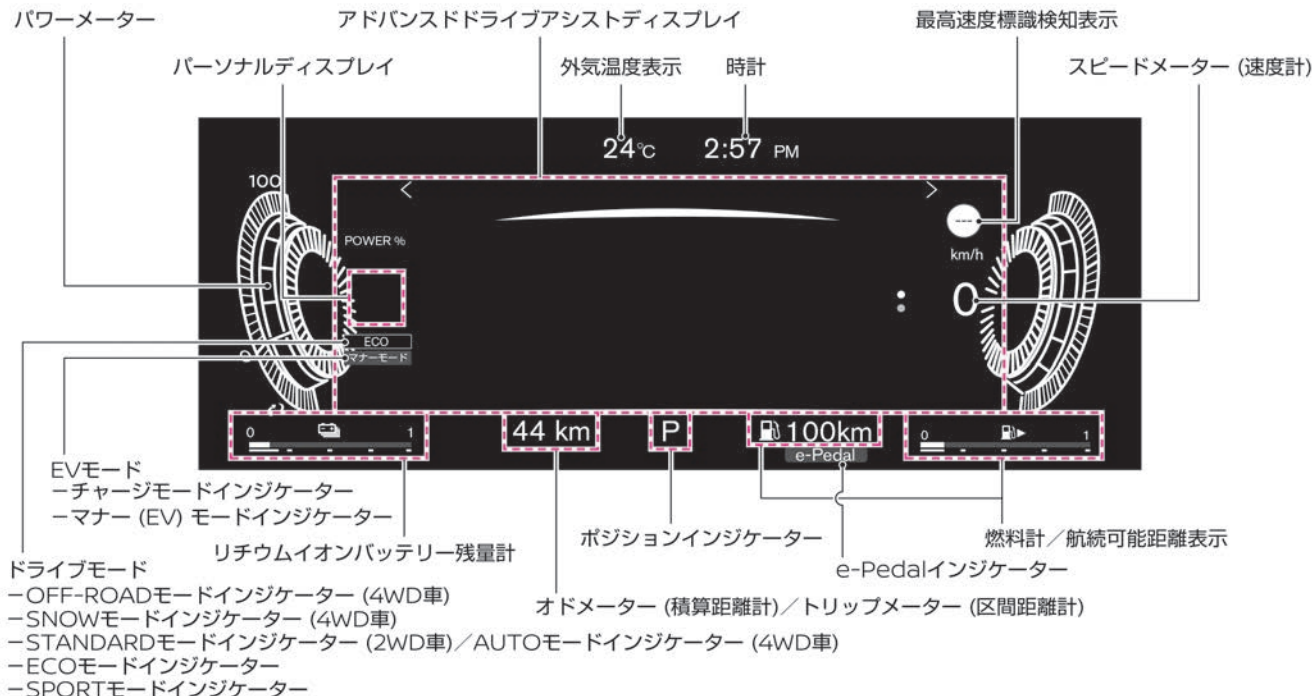 パワーメーター
アドバンスドドライブアシストディスプレイ
最高速度標識検知表示
パーソナルディスプレイ
外気温度表示
時計
スピードメーター (速度計)
24℃
2:57 PM
100
POWER %
---
km/h
0
ECO
マナーモード
0
0 1
44 km
P
100km
0 1
e-Pedal
EVモード
−チャージモードインジケーター
−マナー (EV) モードインジケーター
リチウムイオンバッテリー残量計
ポジションインジケーター
燃料計／航続可能距離表示
e-Pedalインジケーター
ドライブモード
−OFF-ROADモードインジケーター (4WD車)
オドメーター (積算距離計)／トリップメーター (区間距離計)
−SNOWモードインジケーター (4WD車)
−STANDARDモードインジケーター (2WD車)／AUTOモードインジケーター (4WD車)
−ECOモードインジケーター
−SPORTモードインジケーター